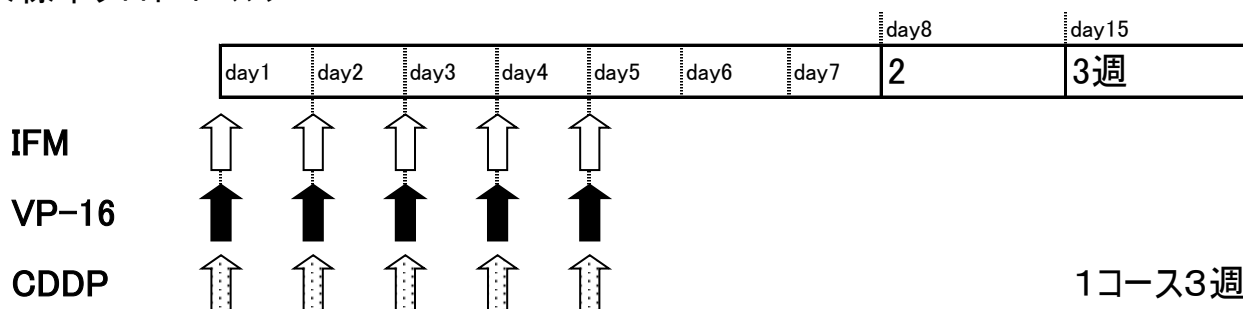 day8 day15
day1 day2 day3 day4 day5 day6 day7 2 3週
IFM
VP-16
CDDP 1コース3週